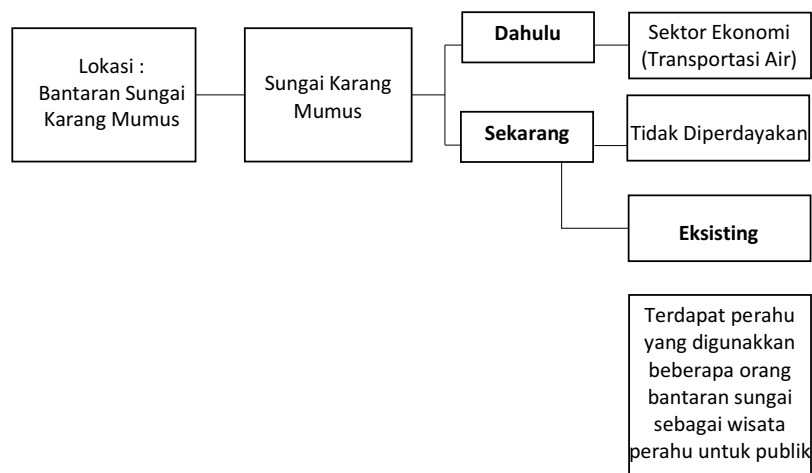 Lokasi :
Bantaran Sungai
Karang Mumus
Sungai Karang
Mumus
Dahulu
Sektor Ekonomi
(Transportasi Air)
Sekarang
Tidak Diperdayakan
Eksisting
Terdapat perahu
yang digunakkan
beberapa orang
bantaran sungai
sebagai wisata
perahu untuk publik